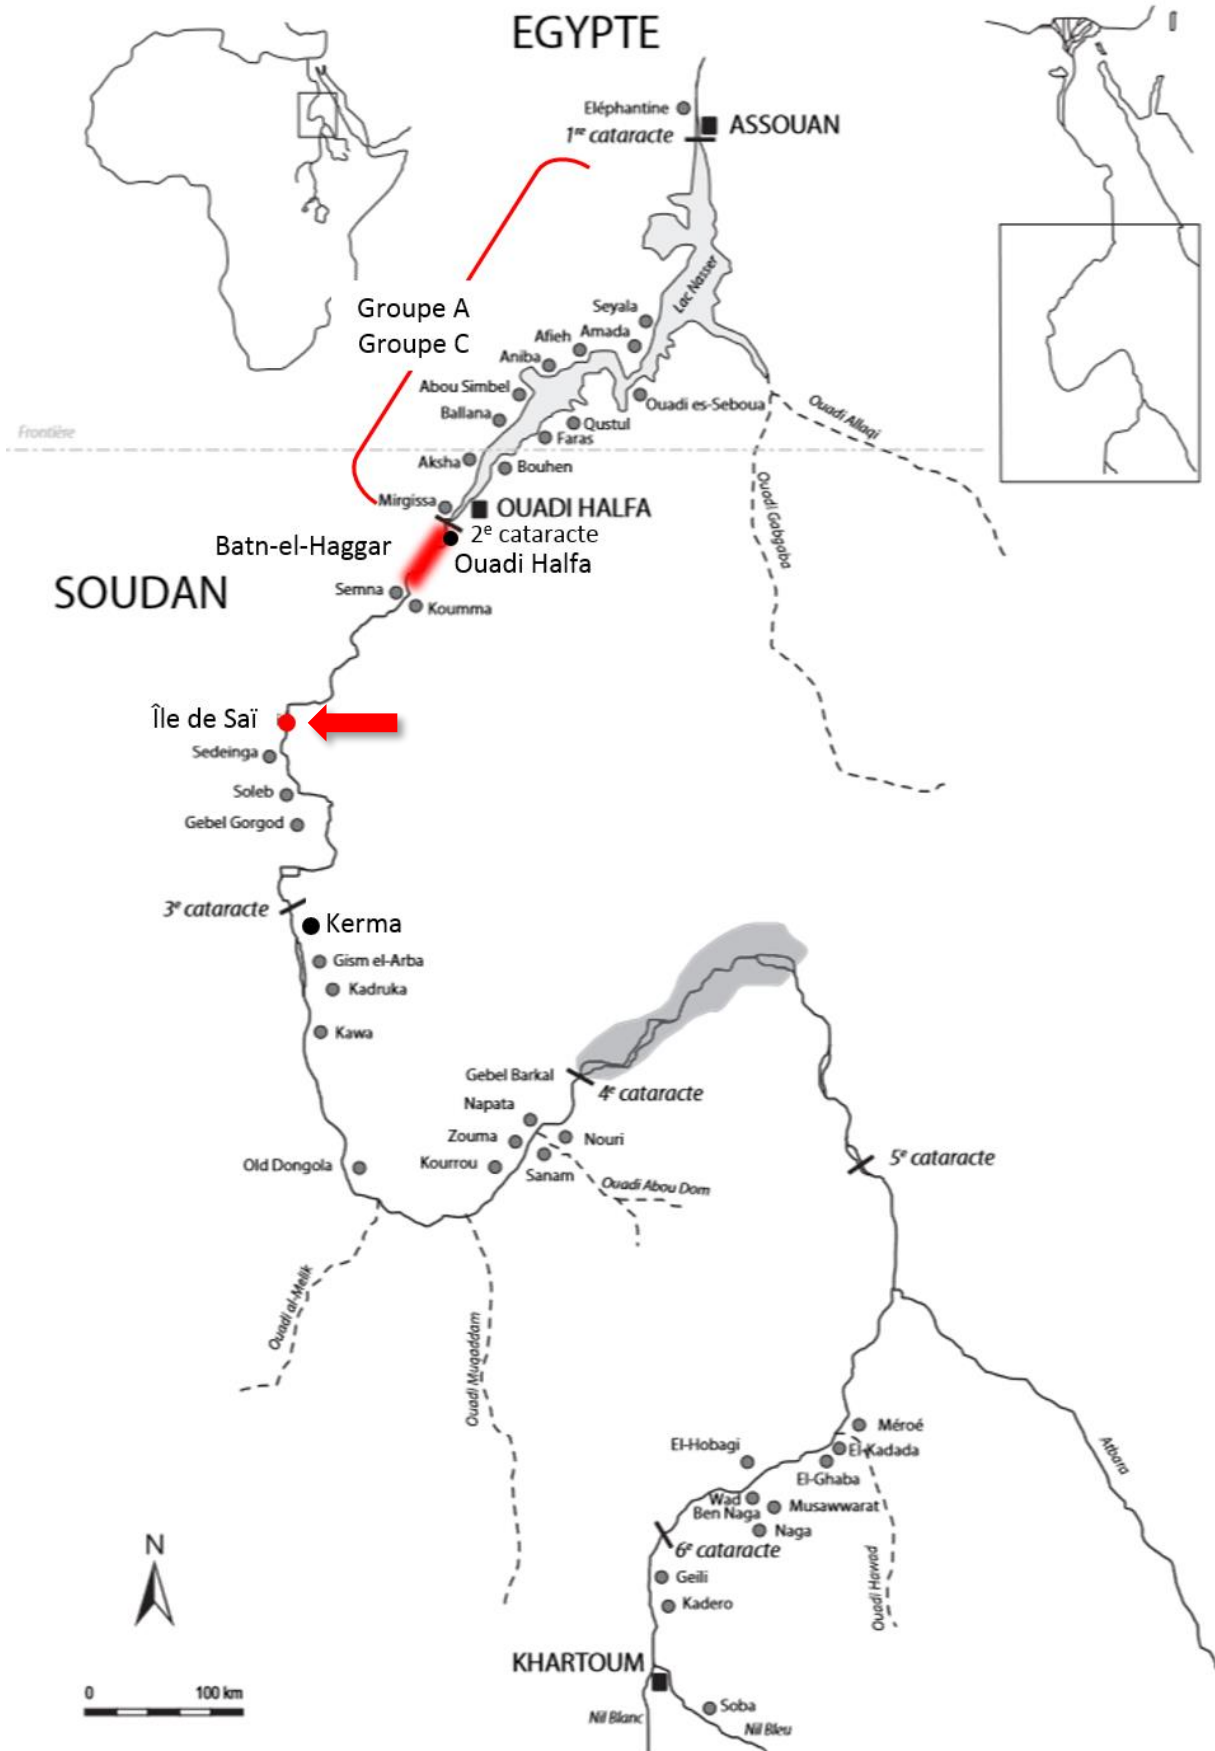 EGYPTE
Eléphantine
1re cataracte
ASSOUAN
Groupe A
Groupe C
Lac Nasser
Seyala
Afieh
Amada
Aniba
Abou Simbel
Ballana
Ouadi es-Seboua
Ouadi Allaqi
Qustul
Faras
Frontière
Aksha
Bouhen
Ouadi Gabgaba
Mirgissa
OUADI HALFA
2e cataracte
Batn-el-Haggar
Ouadi Halfa
SOUDAN
Semna
Koumma
Île de Saï
Sedeinga
Soleb
Gebel Gorgod
3e cataracte
Kerma
Gism el-Arba
Kadruka
Kawa
Gebel Barkal
4e cataracte
Napata
Zouma
Nouri
Kourrou
Sanam
Old Dongola
Ouadi Abou Dom
5e cataracte
Ouadi al-Melik
Ouadi Muqaddam
Méroé
El-Hobagi
El-Kadada
El-Ghaba
Atbara
Wad
Ben Naga
Musawwarat
Naga
6e cataracte
Ouadi Hawad
Geili
Kadero
N
KHARTOUM
0 100 km
Soba
Nil Blanc
Nil Bleu